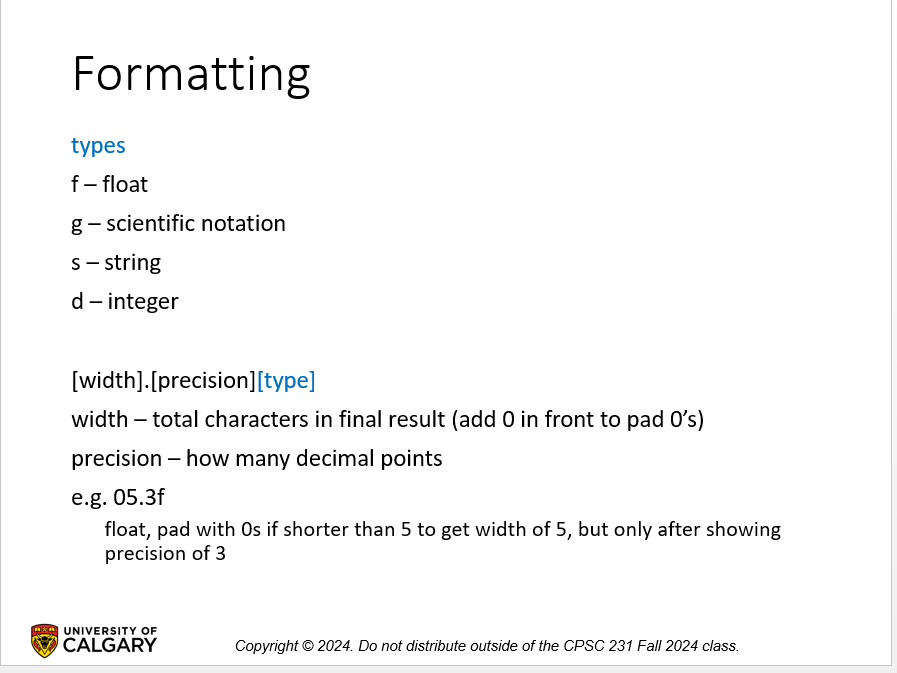 Formatting
types
f – float
g – scientific notation
s – string
d – integer
[width].[precision][type]
width – total characters in final result (add 0 in front to pad 0’s)
precision – how many decimal points
e.g. 05.3f
float, pad with 0s if shorter than 5 to get width of 5, but only after showing
precision of 3
UNIVERSITY OF
CALGARY
Copyright © 2024. Do not distribute outside of the CPSC 231 Fall 2024 class.